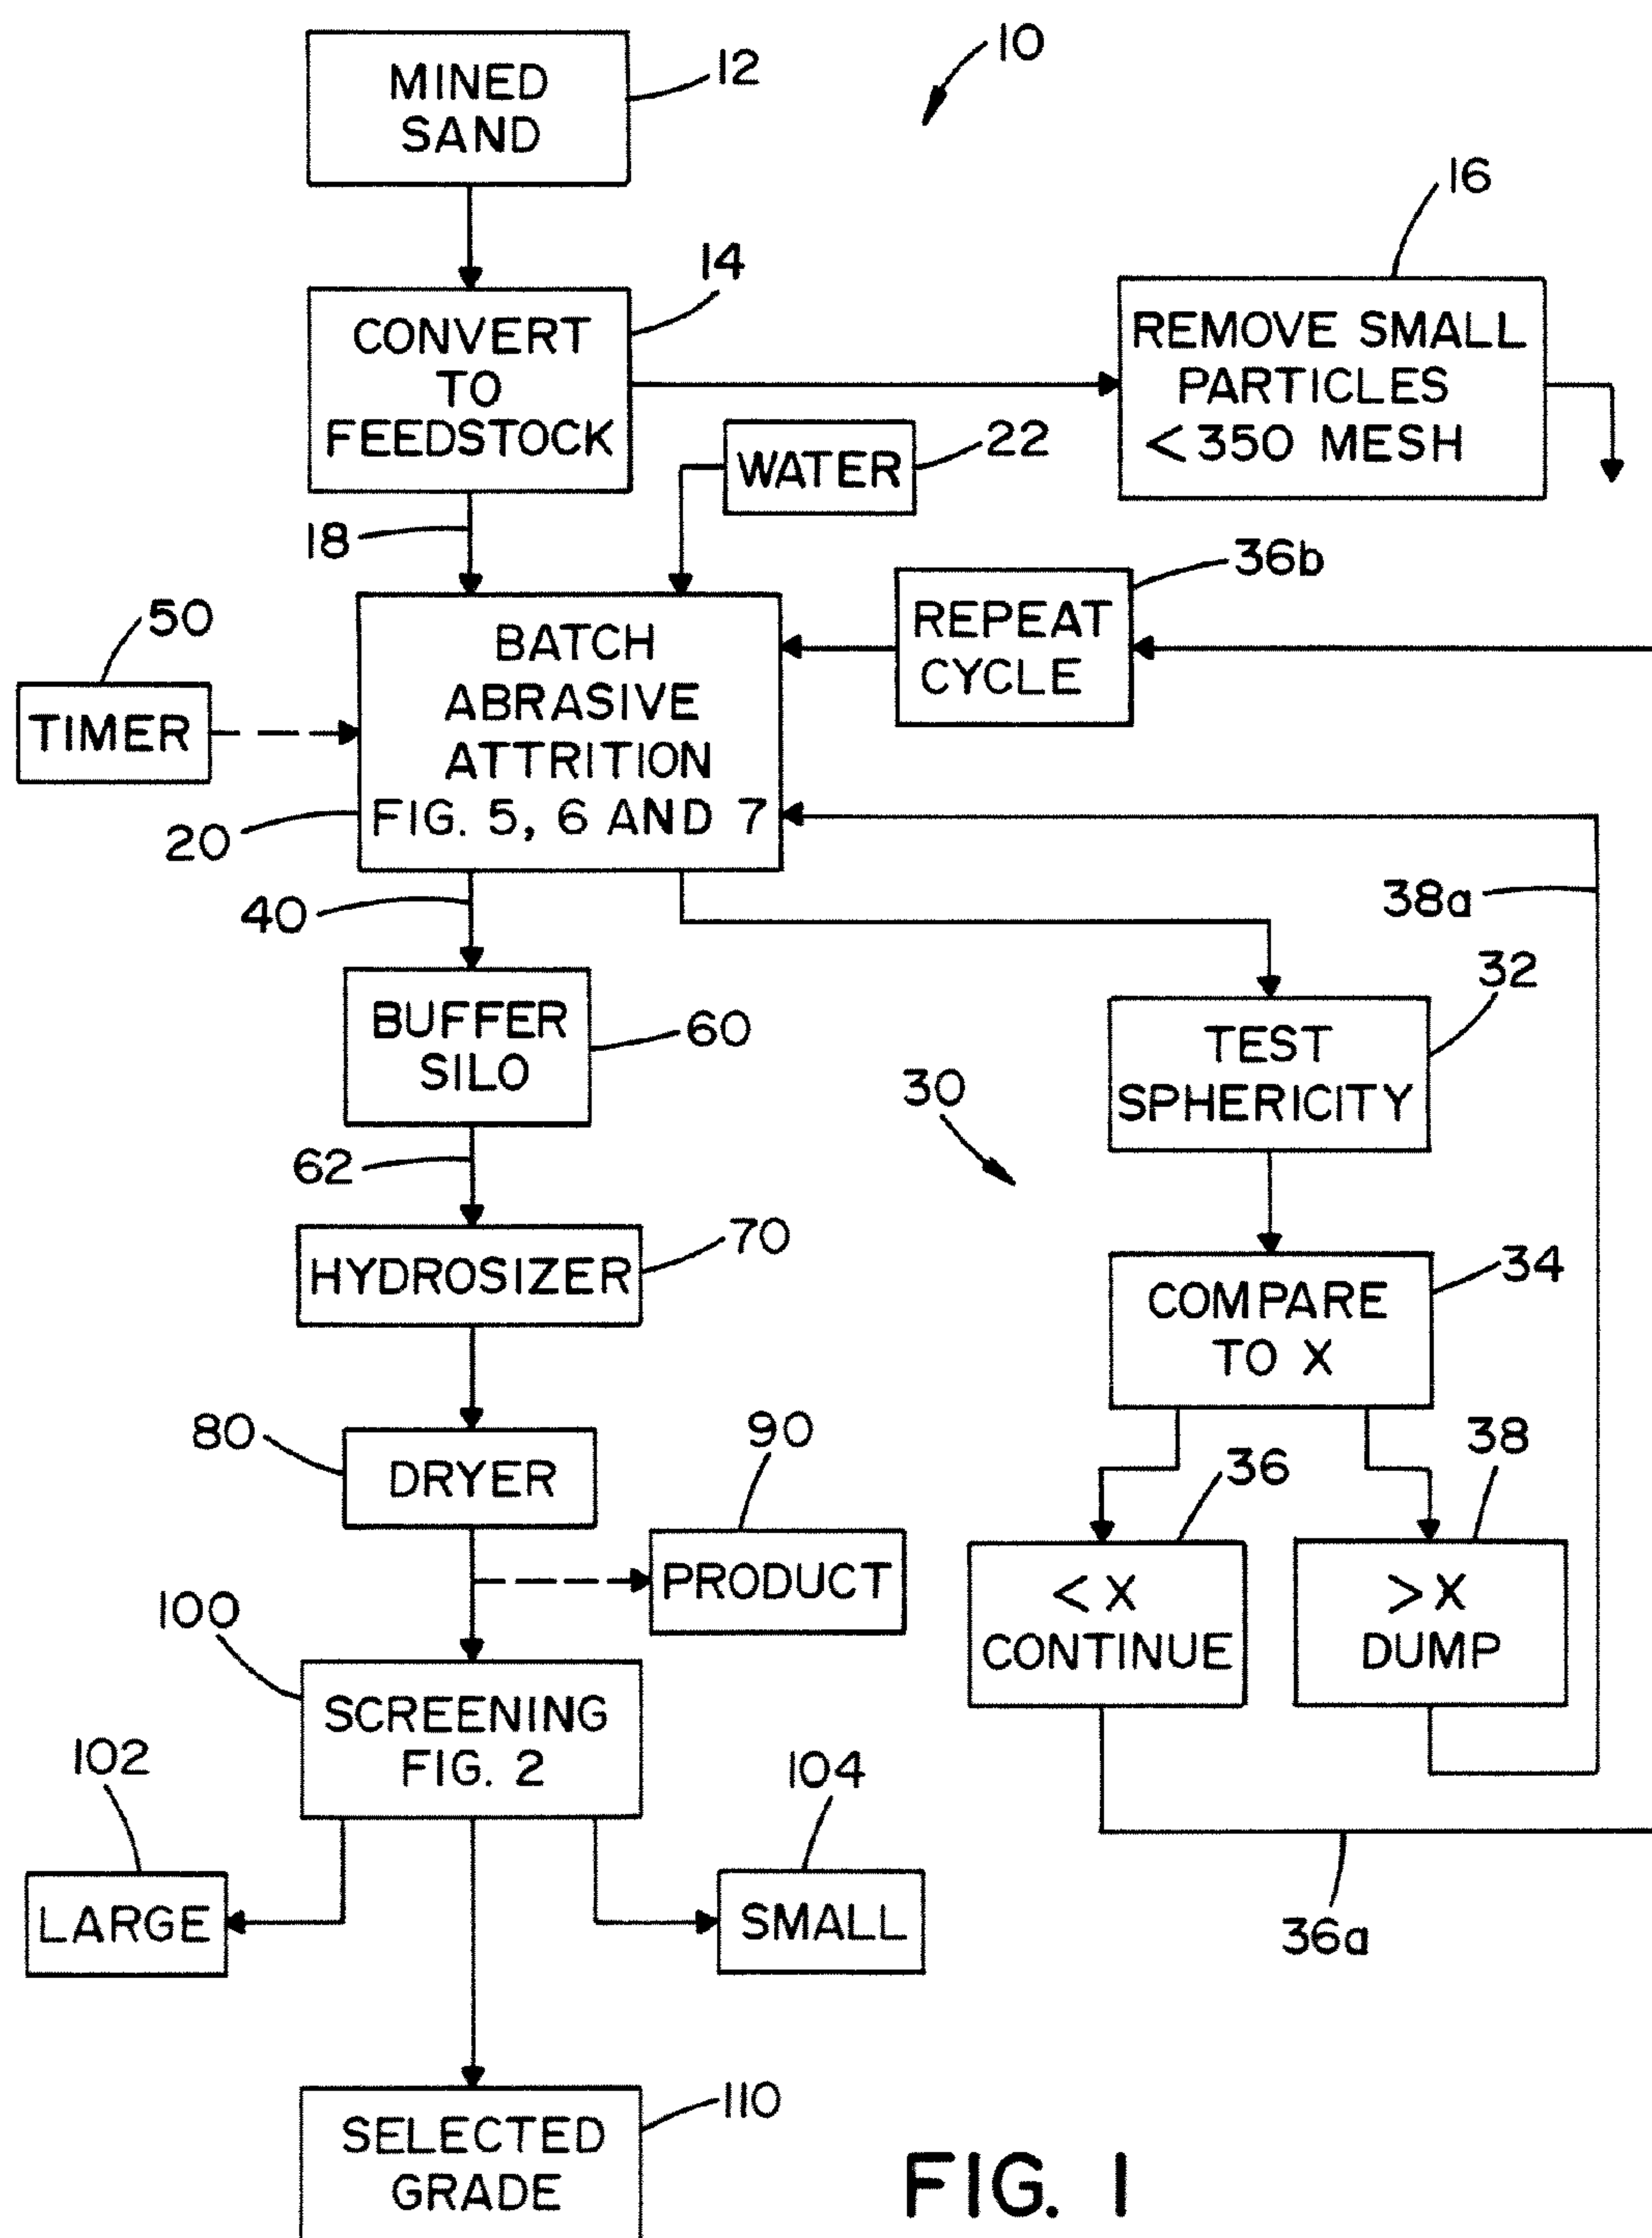 10
MINED
SAND
12
16
14
CONVERT
TO
FEEDSTOCK
REMOVE SMALL
PARTICLES
< 350 MESH
WATER
22
18
36b
REPEAT
CYCLE
50
TIMER
BATCH
ABRASIVE
ATTRITION
FIG. 5, 6 AND 7
20
40
38a
32
BUFFER
SILO
60
TEST
SPHERICITY
30
62
70
HYDROSIZER
34
COMPARE
TO X
80
DRYER
90
PRODUCT
36
38
< X
CONTINUE
> X
DUMP
100
SCREENING
FIG. 2
102
LARGE
104
SMALL
36a
110
SELECTED
GRADE
FIG. 1